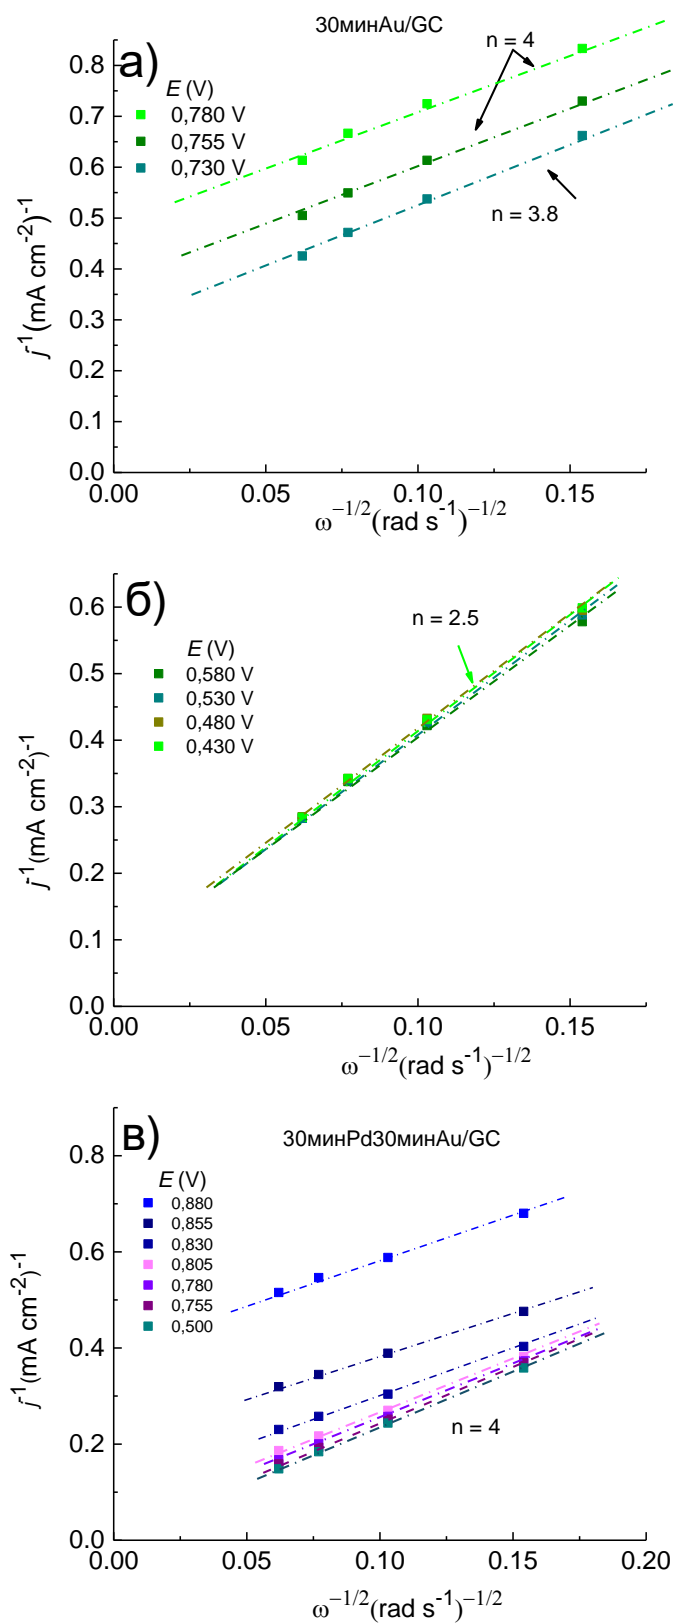 30минAu/GC
а)
n = 4
E (V)
0,780 V
0,755 V
0,730 V
n = 3.8
j⁻¹(mA cm⁻²)⁻¹
0.8
0.7
0.6
0.5
0.4
0.3
0.2
0.1
0.0
0.00 0.05 0.10 0.15
ω⁻¹/²(rad s⁻¹)⁻¹/²
б)
n = 2.5
E (V)
0,580 V
0,530 V
0,480 V
0,430 V
j⁻¹(mA cm⁻²)⁻¹
0.6
0.5
0.4
0.3
0.2
0.1
0.0
0.00 0.05 0.10 0.15
ω⁻¹/²(rad s⁻¹)⁻¹/²
в)
30минPd30минAu/GC
E (V)
0,880
0,855
0,830
0,805
0,780
0,755
0,500
n = 4
j⁻¹(mA cm⁻²)⁻¹
0.8
0.6
0.4
0.2
0.0
0.00 0.05 0.10 0.15 0.20
ω⁻¹/²(rad s⁻¹)⁻¹/²